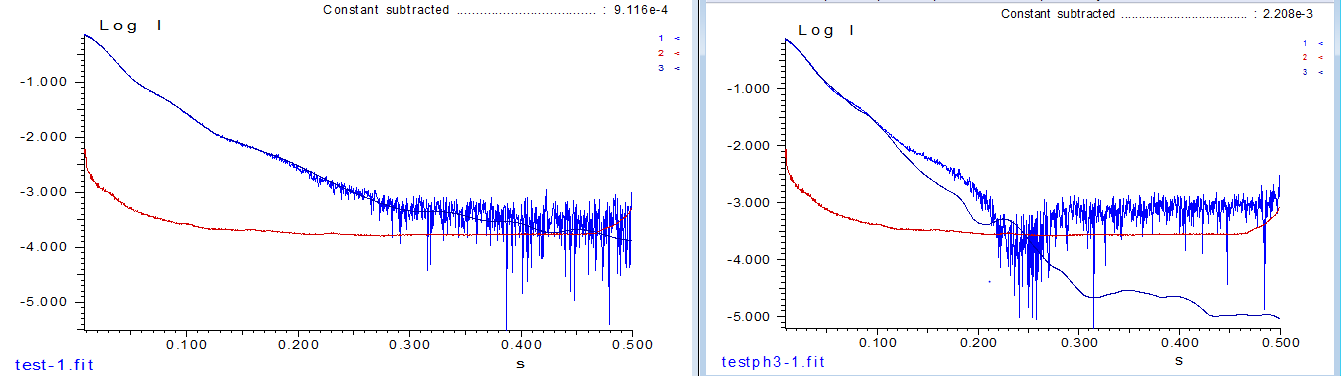 Constant subtracted ................................... : 9.116e-4
Log I
1 <
2 <
3 <
-1.000
-2.000
-3.000
-4.000
-5.000
0.100 0.200 0.300 0.400 0.500
s
test-1.fit
Constant subtracted ................................... : 2.208e-3
Log I
1 <
2 <
3 <
-1.000
-2.000
-3.000
-4.000
-5.000
0.100 0.200 0.300 0.400 0.500
s
testph3-1.fit